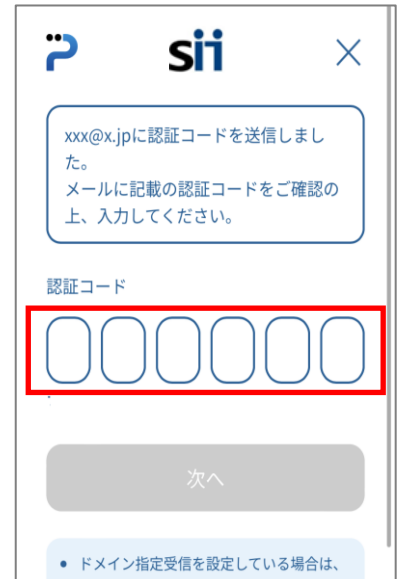 sii
xxx@x.jpに認証コードを送信しまし
た。
メールに記載の認証コードをご確認の
上、入力してください。
認証コード
次へ
• ドメイン指定受信を設定している場合は、